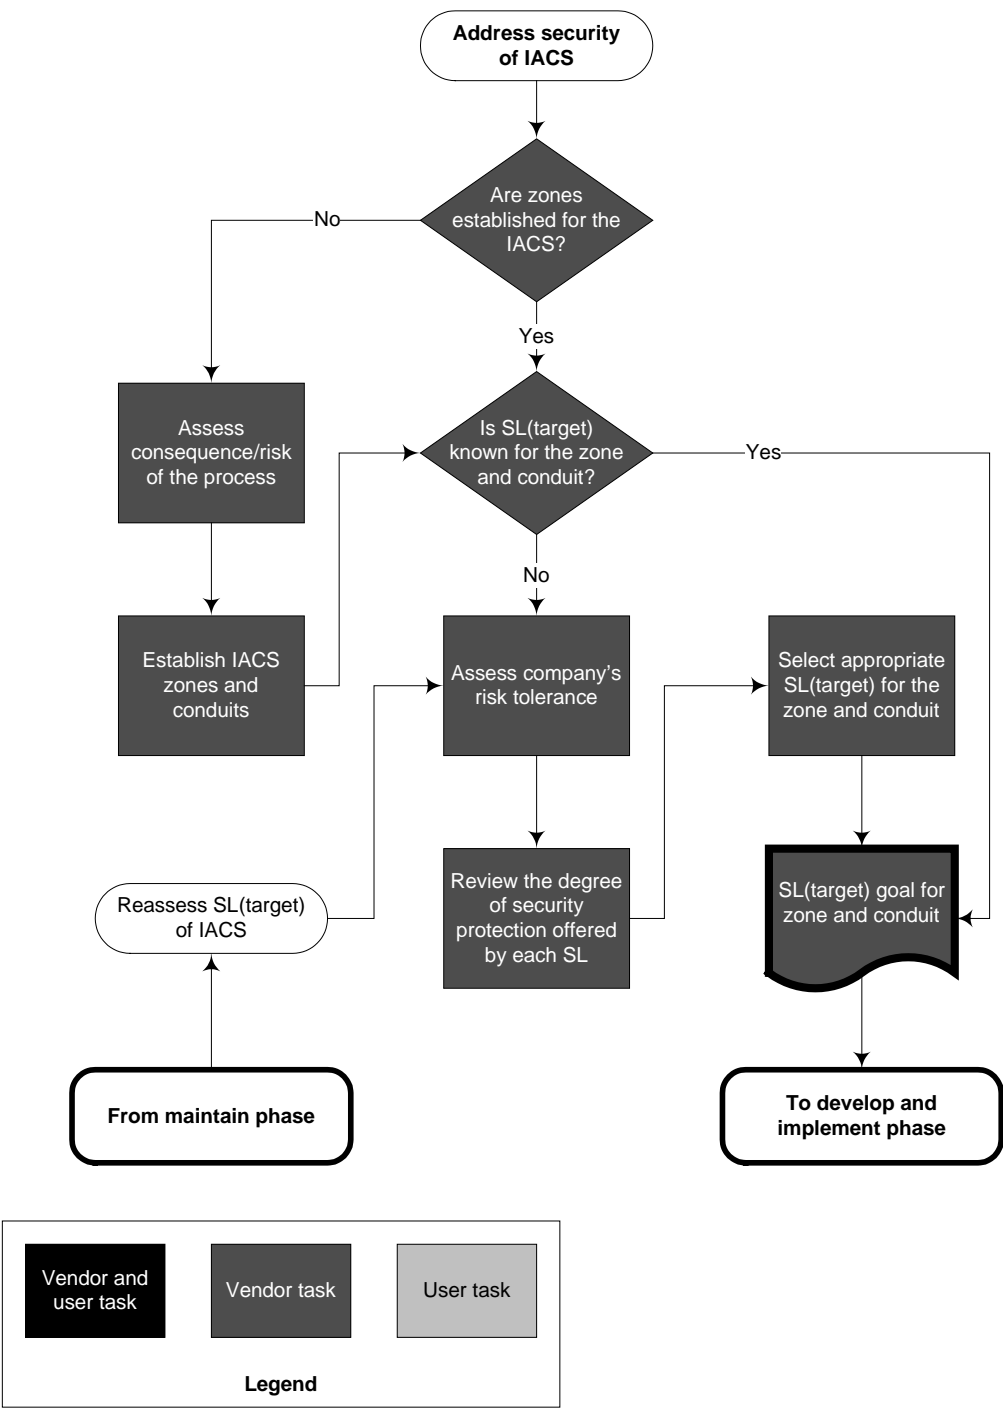 Address security
of IACS
Are zones
established for the
IACS?
No
Yes
Assess
consequence/risk
of the process
Is SL(target)
known for the zone
and conduit?
Yes
No
Establish IACS
zones and
conduits
Assess company's
risk tolerance
Select appropriate
SL(target) for the
zone and conduit
Reassess SL(target)
of IACS
Review the degree
of security
protection offered
by each SL
SL(target) goal for
zone and conduit
From maintain phase
To develop and
implement phase
Vendor and
user task
Vendor task
User task
Legend